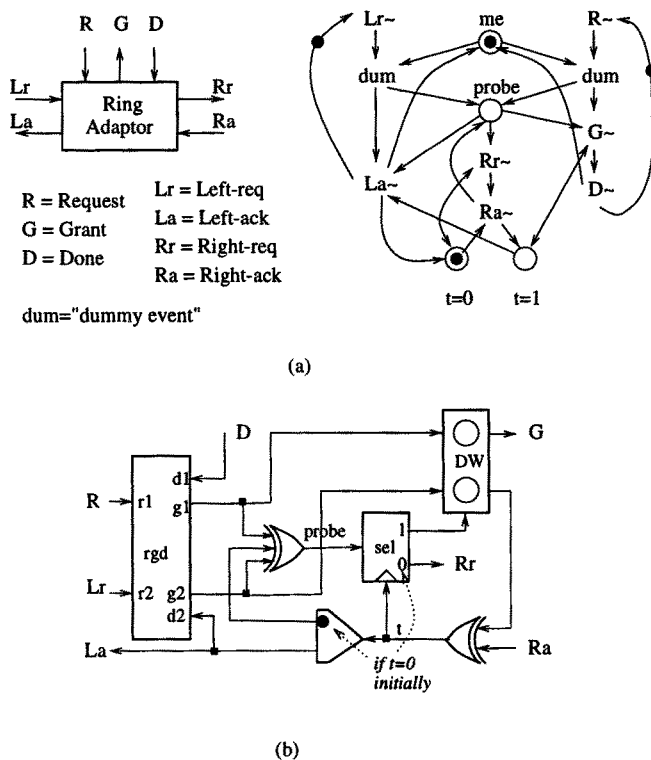 R G D
Lr
La
Ring
Adaptor
Rr
Ra
R = Request
G = Grant
D = Done
Lr = Left-req
La = Left-ack
Rr = Right-req
Ra = Right-ack
dum="dummy event"
Lr~ me R~
dum probe dum
G~
Rr~
La~ D~
Ra~
t=0 t=1
(a)
D G
DW
R r1 d1
g1
rgd
probe
sel 1
0 Rr
Lr r2 g2
d2
La
t
if t=0
initially
Ra
(b)